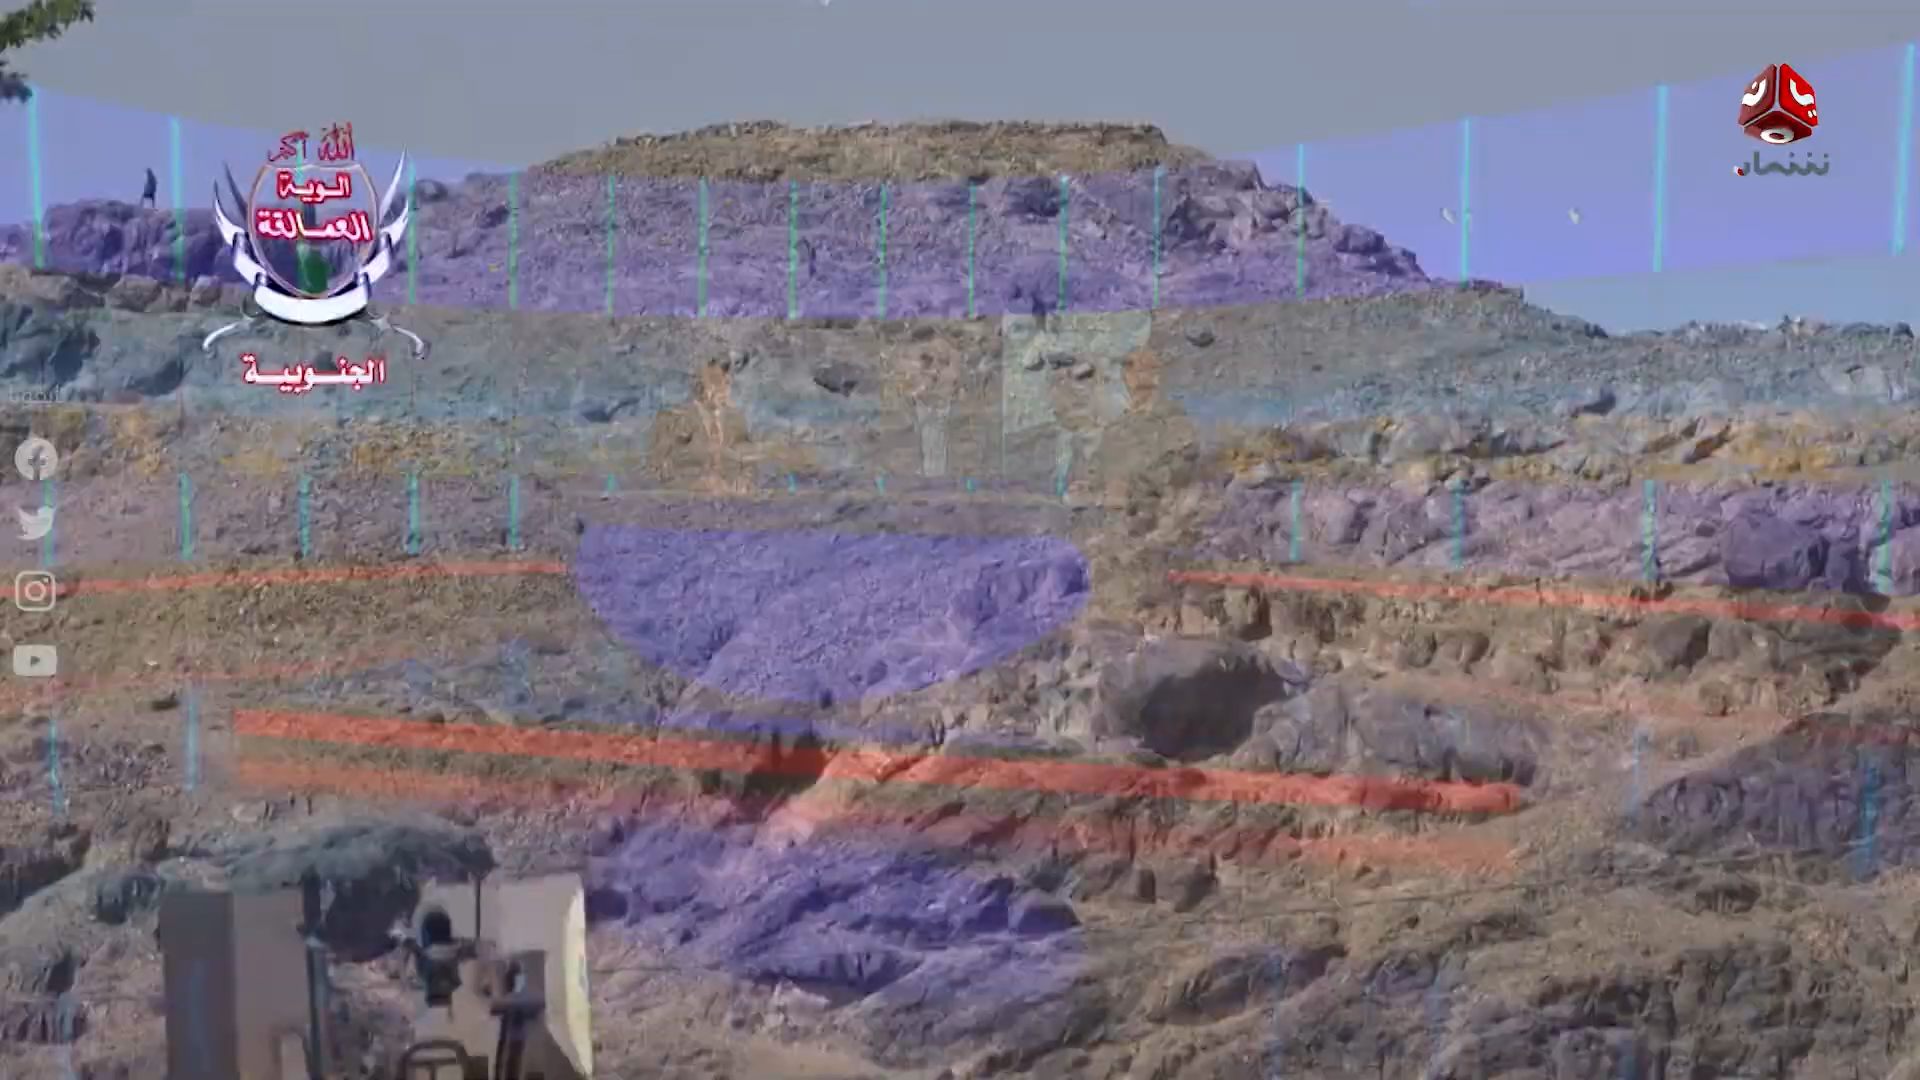 الله أكبر
ألوية
العمالقة
الجنوبية
يمن
شباب